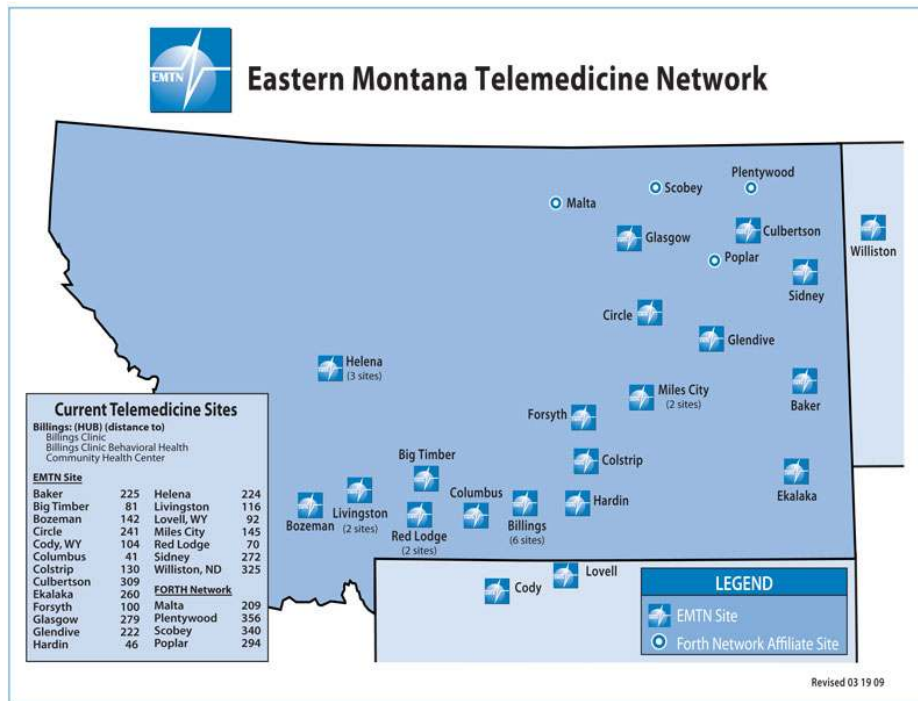 EMTN
Eastern Montana Telemedicine Network
Plentywood
Scobey
Malta
Culbertson
Glasgow
Williston
Poplar
Sidney
Circle
Glendive
Helena
(3 sites)
Miles City
(2 sites)
Baker
Forsyth
Big Timber
Colstrip
Columbus
Ekalaka
Livingston
(2 sites)
Bozeman
Red Lodge
(2 sites)
Billings
(6 sites)
Hardin
Lovell
Cody
Current Telemedicine Sites
Billings: (HUB) (distance to)
Billings Clinic
Billings Clinic Behavioral Health
Community Health Center
EMTN Site
Baker 225
Big Timber 81
Bozeman 142
Circle 241
Cody, WY 104
Columbus 41
Colstrip 130
Culbertson 309
Ekalaka 260
Forsyth 100
Glasgow 279
Glendive 222
Hardin 46
Helena 224
Livingston 116
Lovell, WY 92
Miles City 145
Red Lodge 70
Sidney 272
Williston, ND 325
FORTH Network
Malta 209
Plentywood 356
Scobey 340
Poplar 294
LEGEND
EMTN Site
Forth Network Affiliate Site
Revised 03 19 09